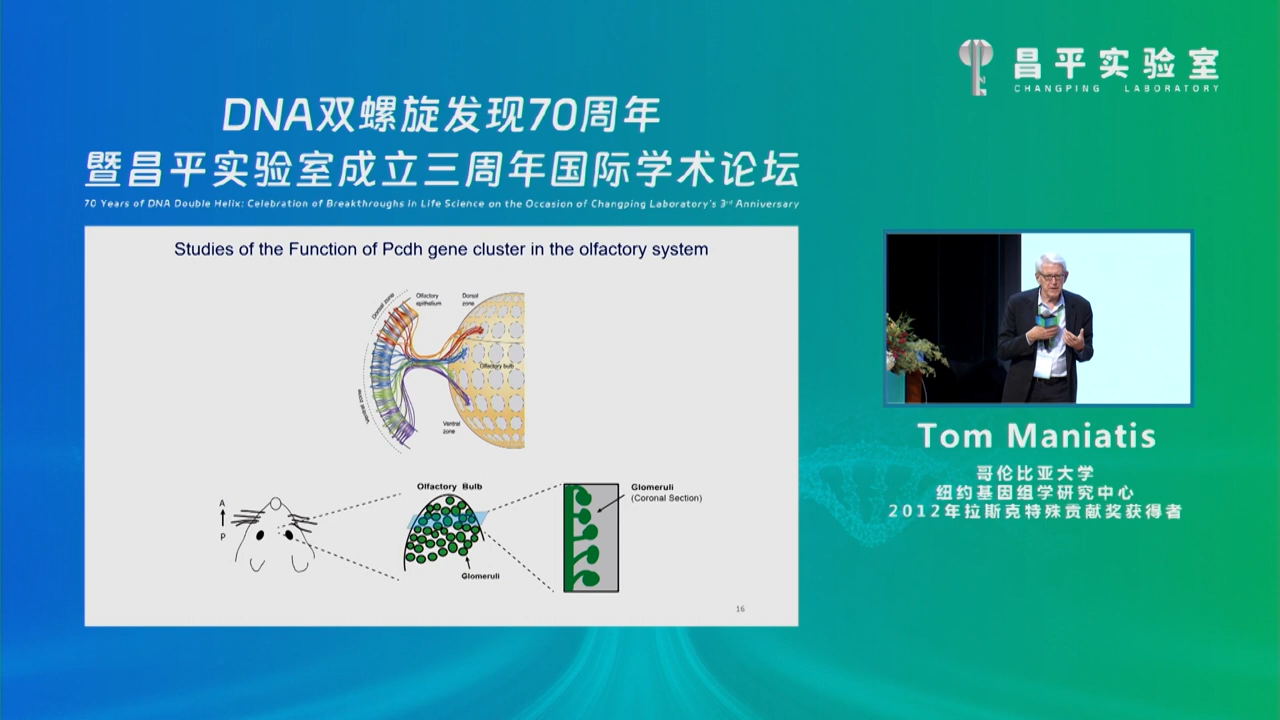 昌平实验室
CHANGPING LABORATORY
DNA双螺旋发现70周年
暨昌平实验室成立三周年国际学术论坛
70 Years of DNA Double Helix: Celebration of Breakthroughs in Life Science on the Occasion of Changping Laboratory's 3rd Anniversary
Studies of the Function of Pcdh gene cluster in the olfactory system
Dorsal zone
Olfactory
epithelium
Dorsal
zone
Olfactory bulb
Ventral zone
Ventral
zone
A
P
Olfactory Bulb
Glomeruli
Glomeruli
(Coronal Section)
16
Tom Maniatis
哥伦比亚大学
纽约基因组学研究中心
2012年拉斯克特殊贡献奖获得者